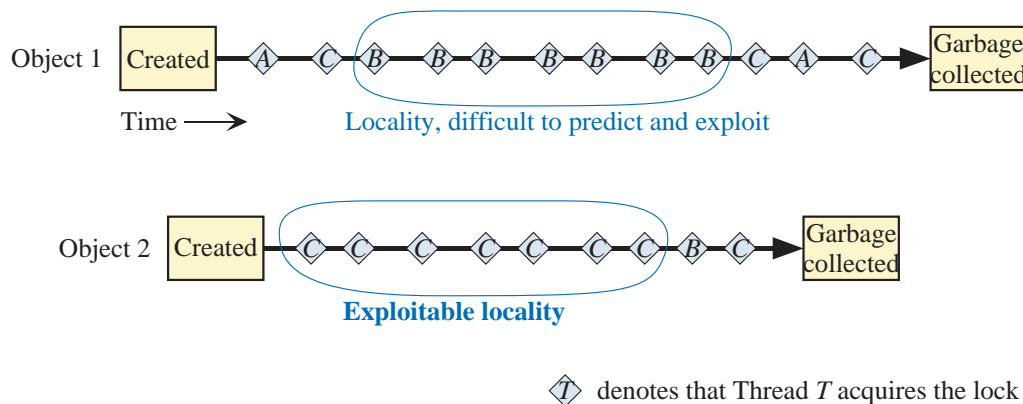 Object 1 Created A C B B B B B B B C A C Garbage collected
Time
Locality, difficult to predict and exploit
Object 2 Created C C C C C C C B C Garbage collected
Exploitable locality
T denotes that Thread T acquires the lock